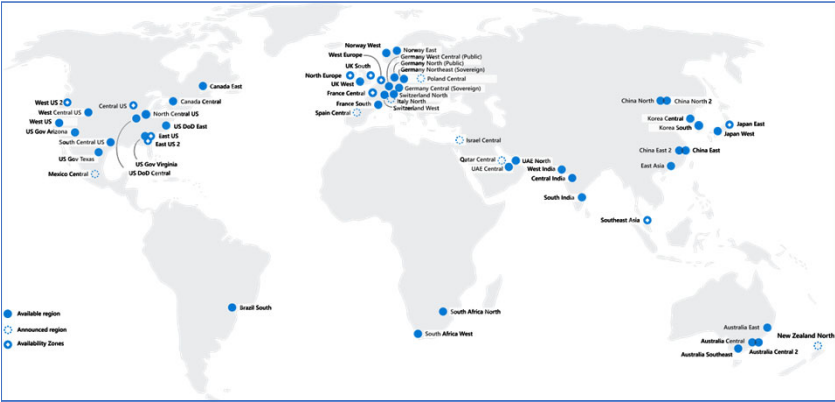 Canada East
West US 2
Central US
Canada Central
West Central US
North Central US
West US
US DoD East
US Gov Arizona
East US
South Central US
East US 2
US Gov Texas
US Gov Virginia
Mexico Central
US DoD Central
Brazil South
Norway West
Norway East
West Europe
Germany West Central (Public)
Germany North (Public)
UK South
Germany Northeast (Sovereign)
North Europe
Poland Central
UK West
Germany Central (Sovereign)
France Central
Switzerland North
Italy North
France South
Switzerland West
Spain Central
Israel Central
Qatar Central
UAE North
UAE Central
West India
Central India
South India
South Africa North
South Africa West
China North
China North 2
Korea Central
Korea South
Japan East
Japan West
China East 2
China East
East Asia
Southeast Asia
Australia East
New Zealand North
Australia Central
Australia Central 2
Australia Southeast
Available region
Announced region
Availability Zones